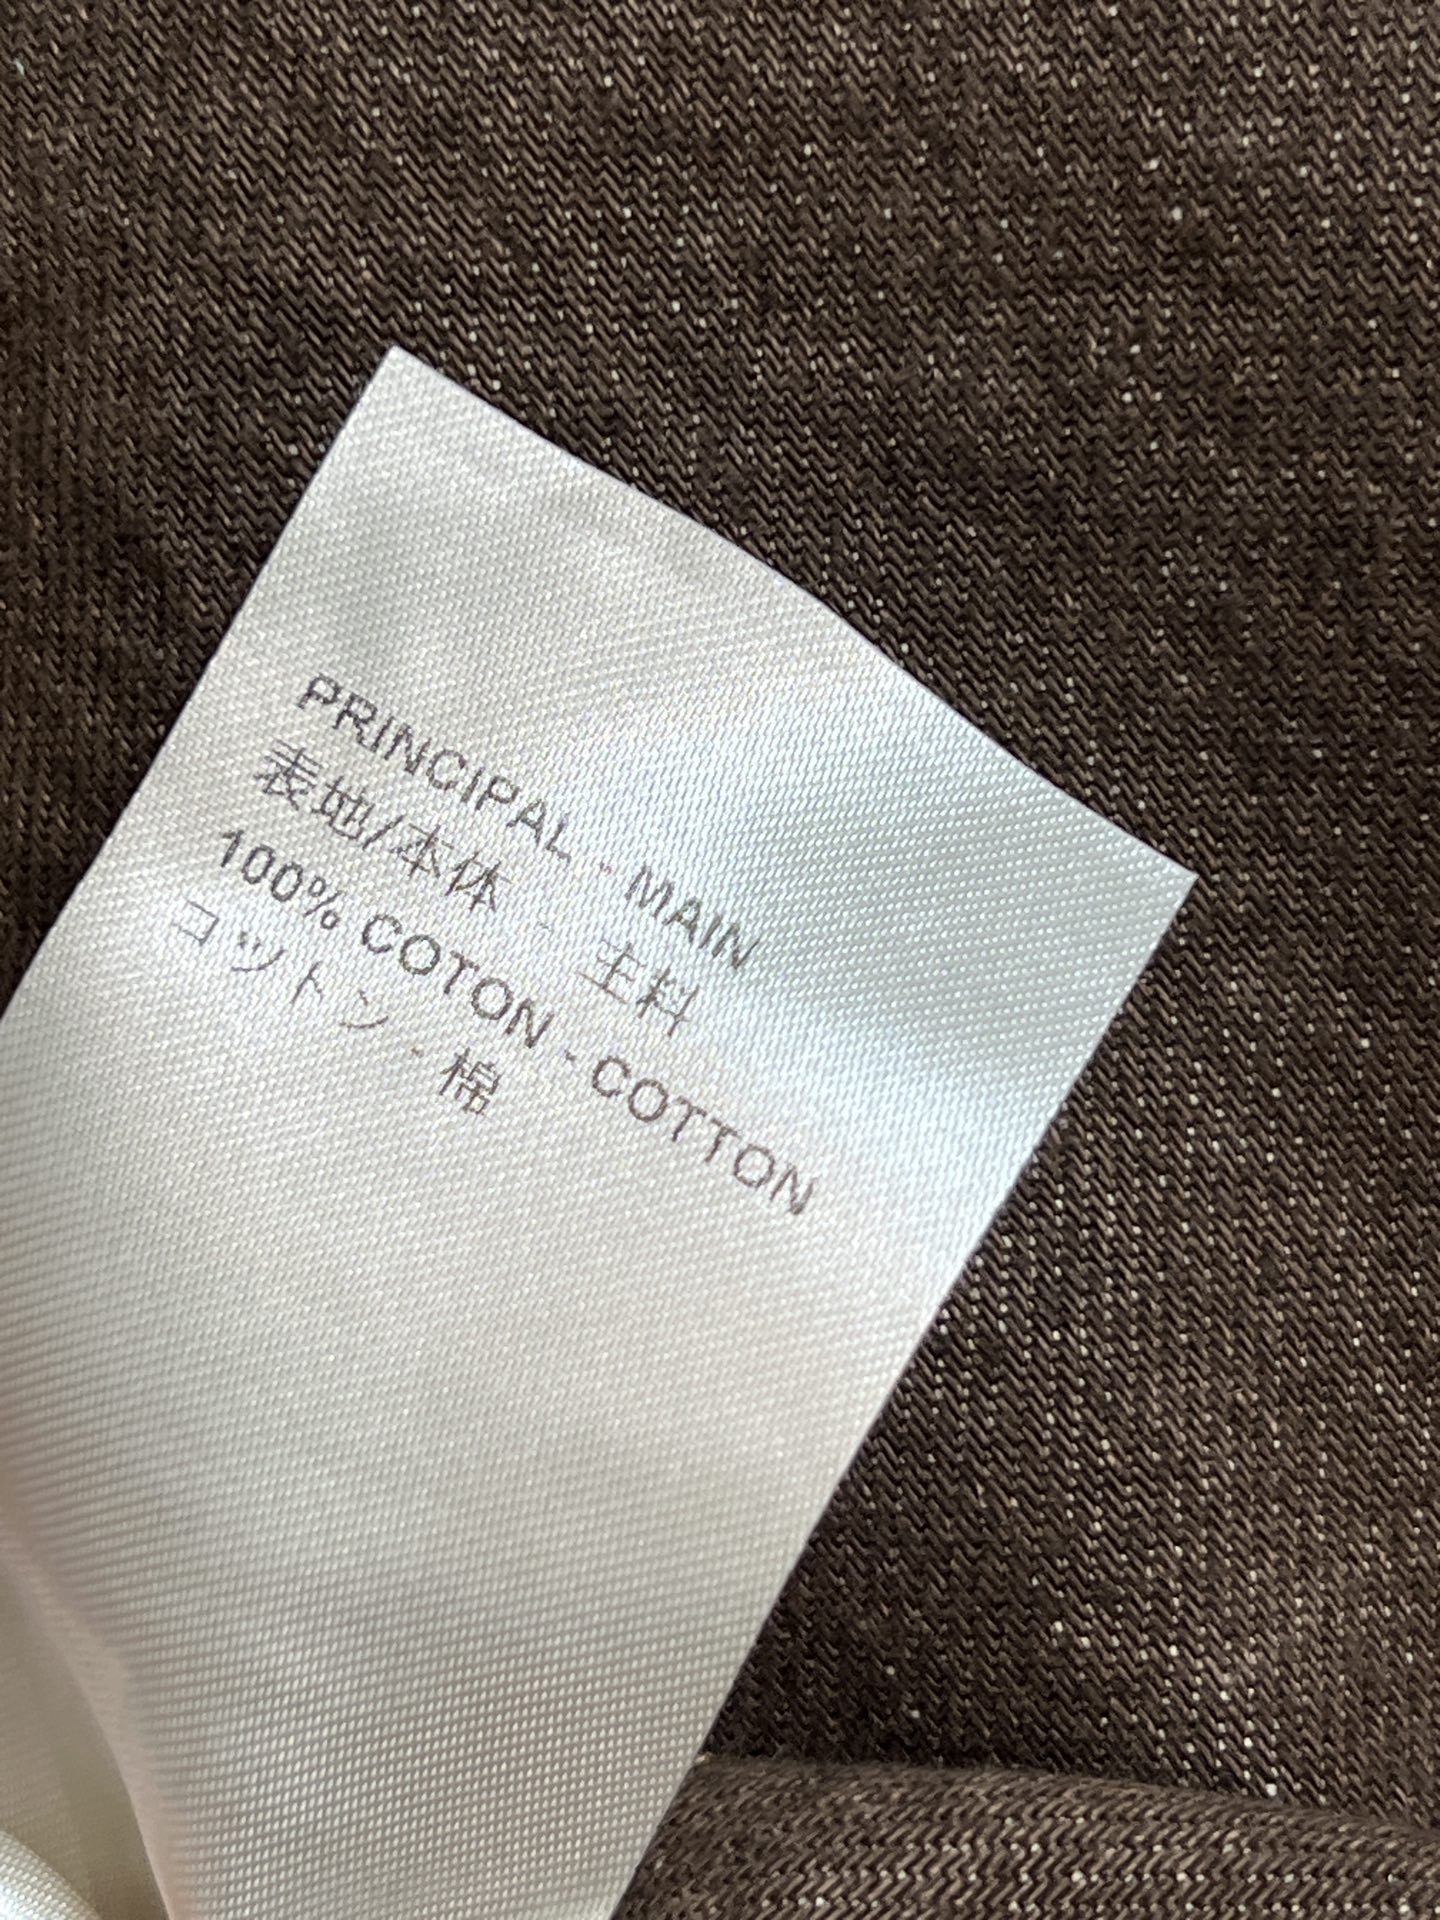 PRINCIPAL - MAIN
表地/本体 - 主料
100% COTON - COTTON
コットン - 棉